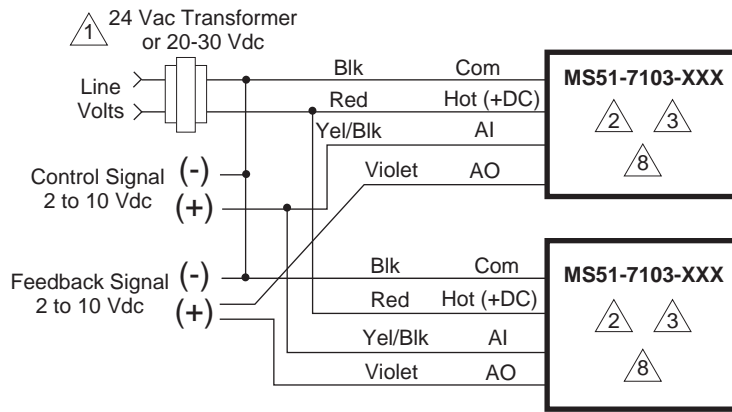 1 24 Vac Transformer
or 20-30 Vdc
Line
Volts
Blk Com
Red Hot (+DC)
Yel/Blk AI
Violet AO
MS51-7103-XXX
2 3
8
Control Signal (-)
2 to 10 Vdc (+)
Feedback Signal (-)
2 to 10 Vdc (+)
Blk Com
Red Hot (+DC)
Yel/Blk AI
Violet AO
MS51-7103-XXX
2 3
8